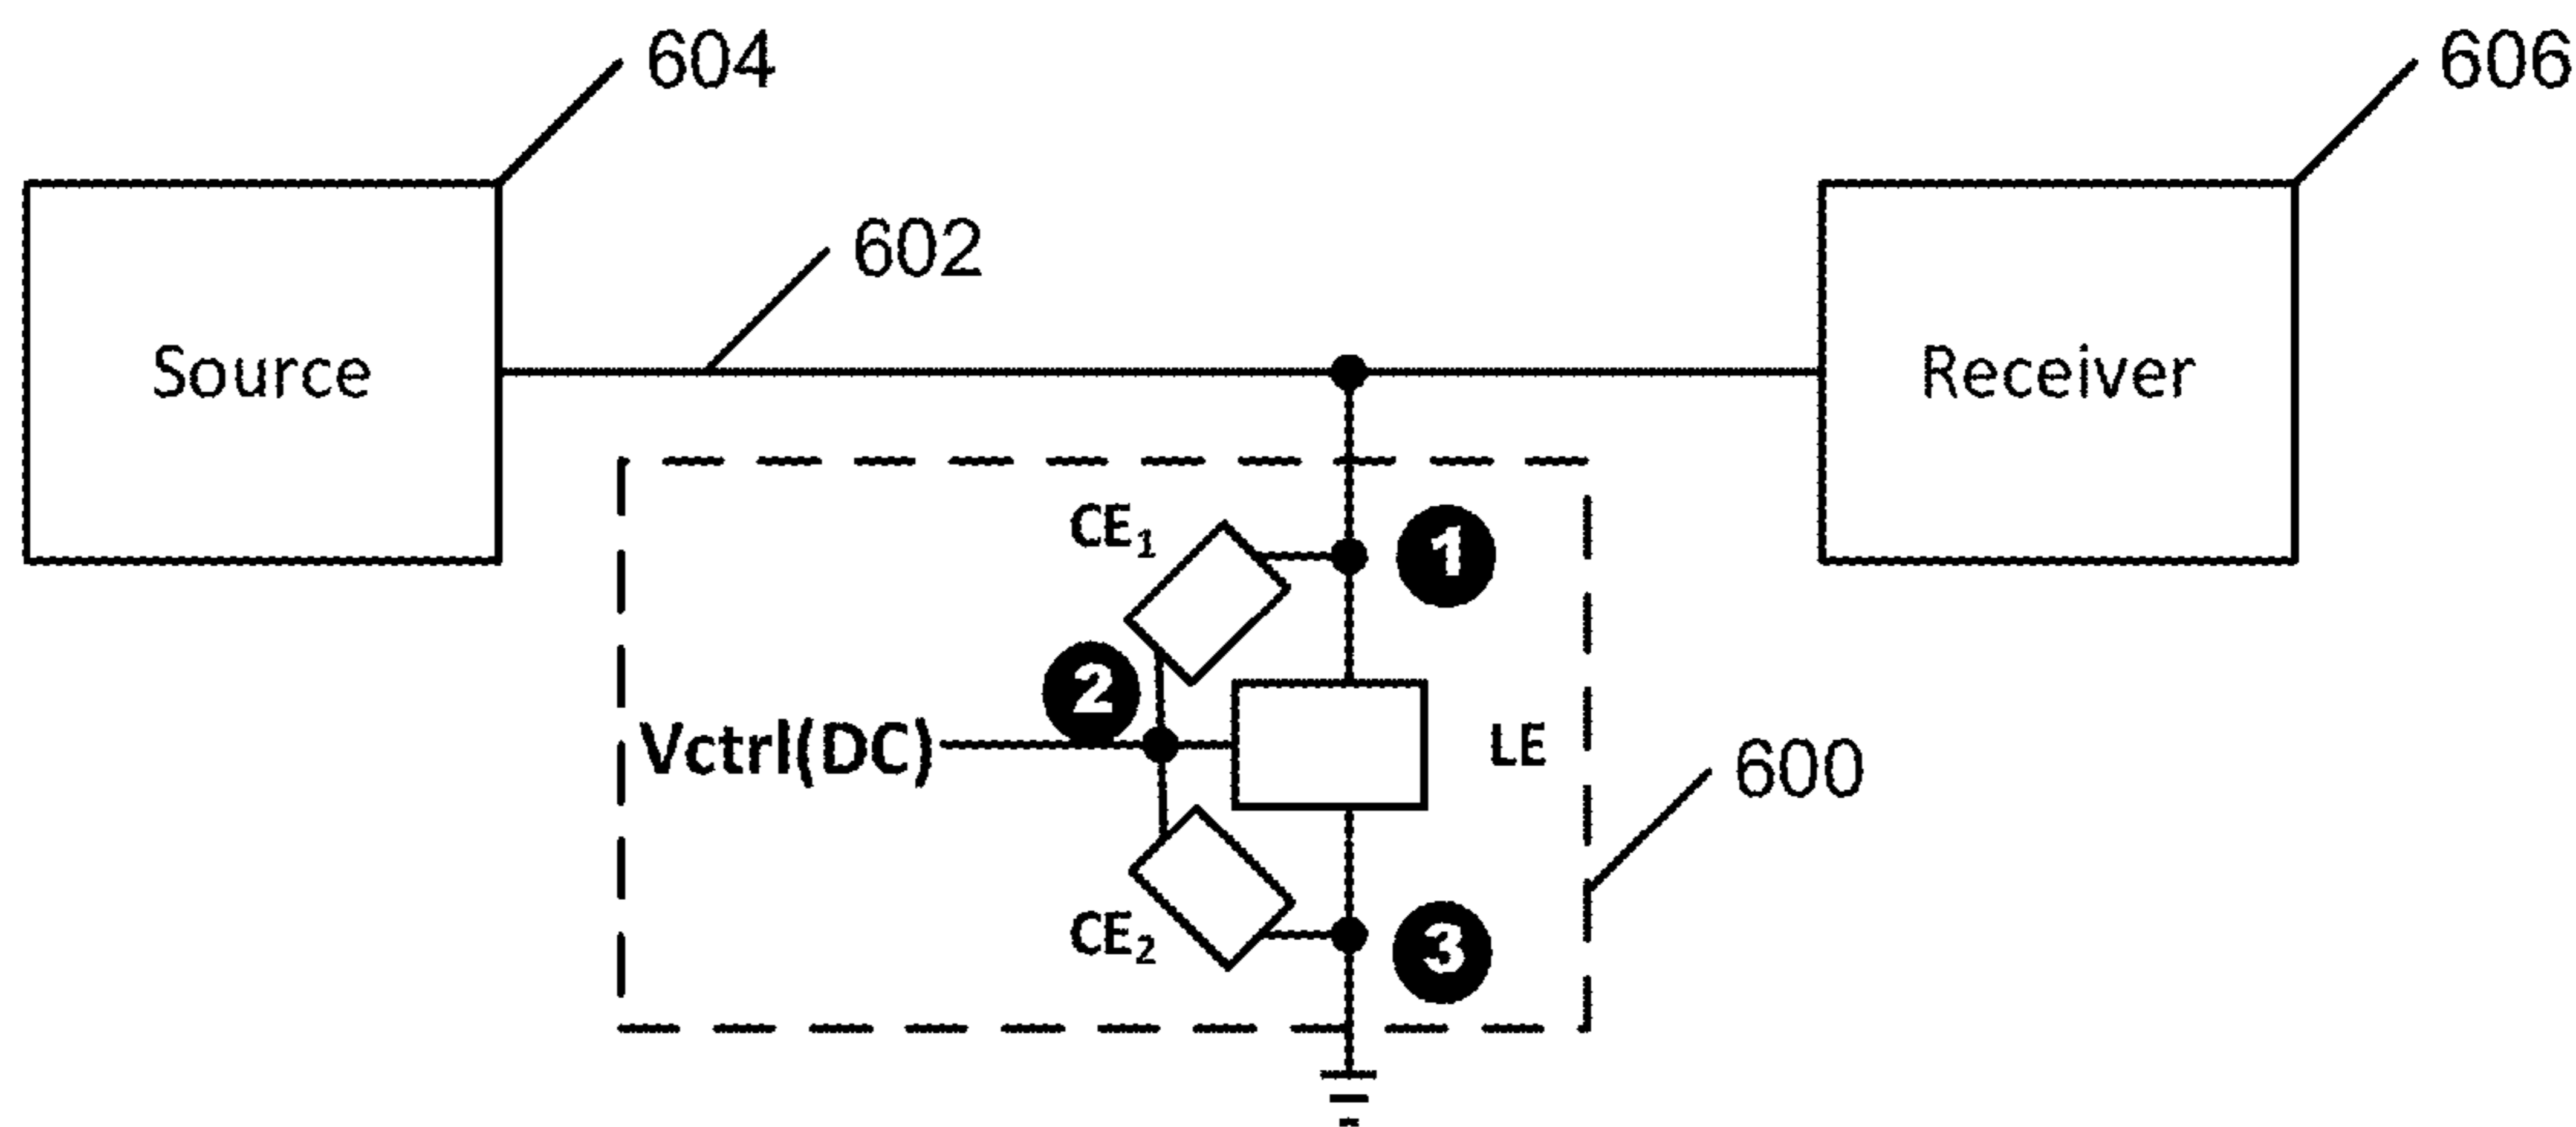 604
606
602
Source
Receiver
CE₁
1
2
Vctrl(DC)
LE
600
CE₂
3